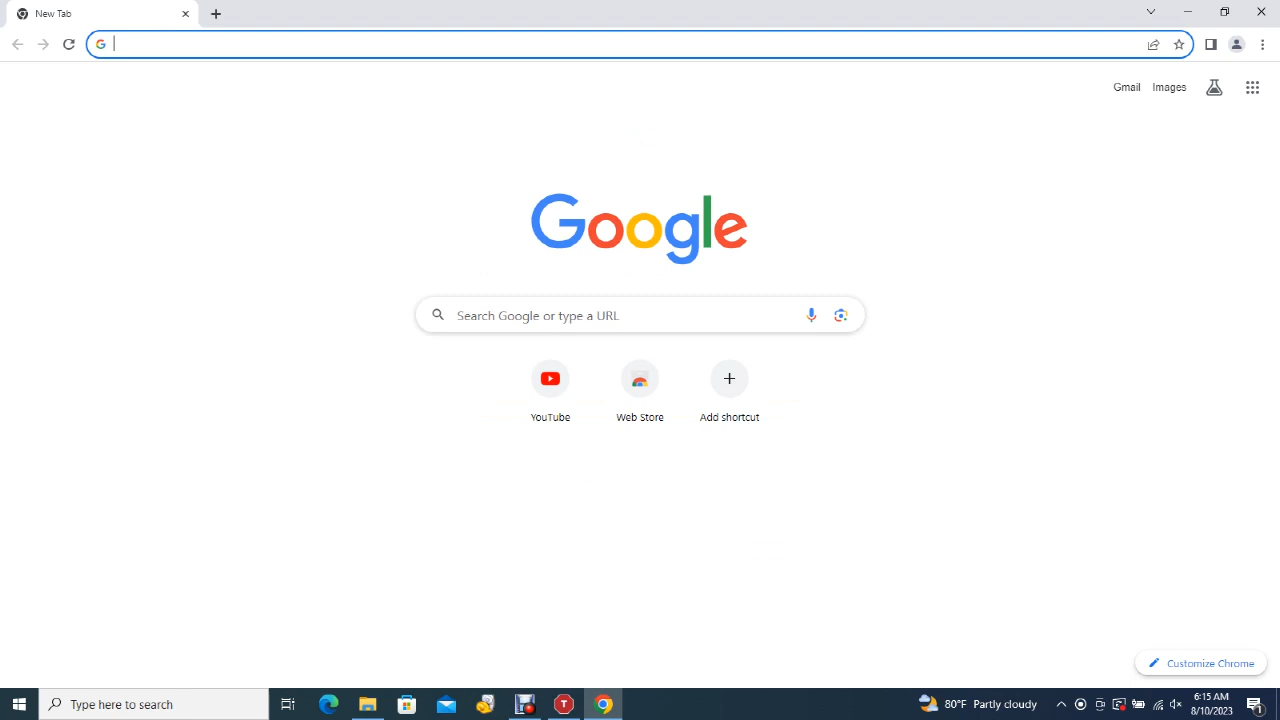 New Tab
Gmail Images
Google
Search Google or type a URL
YouTube Web Store Add shortcut
Customize Chrome
Type here to search
80°F Partly cloudy
6:15 AM
8/10/2023
1